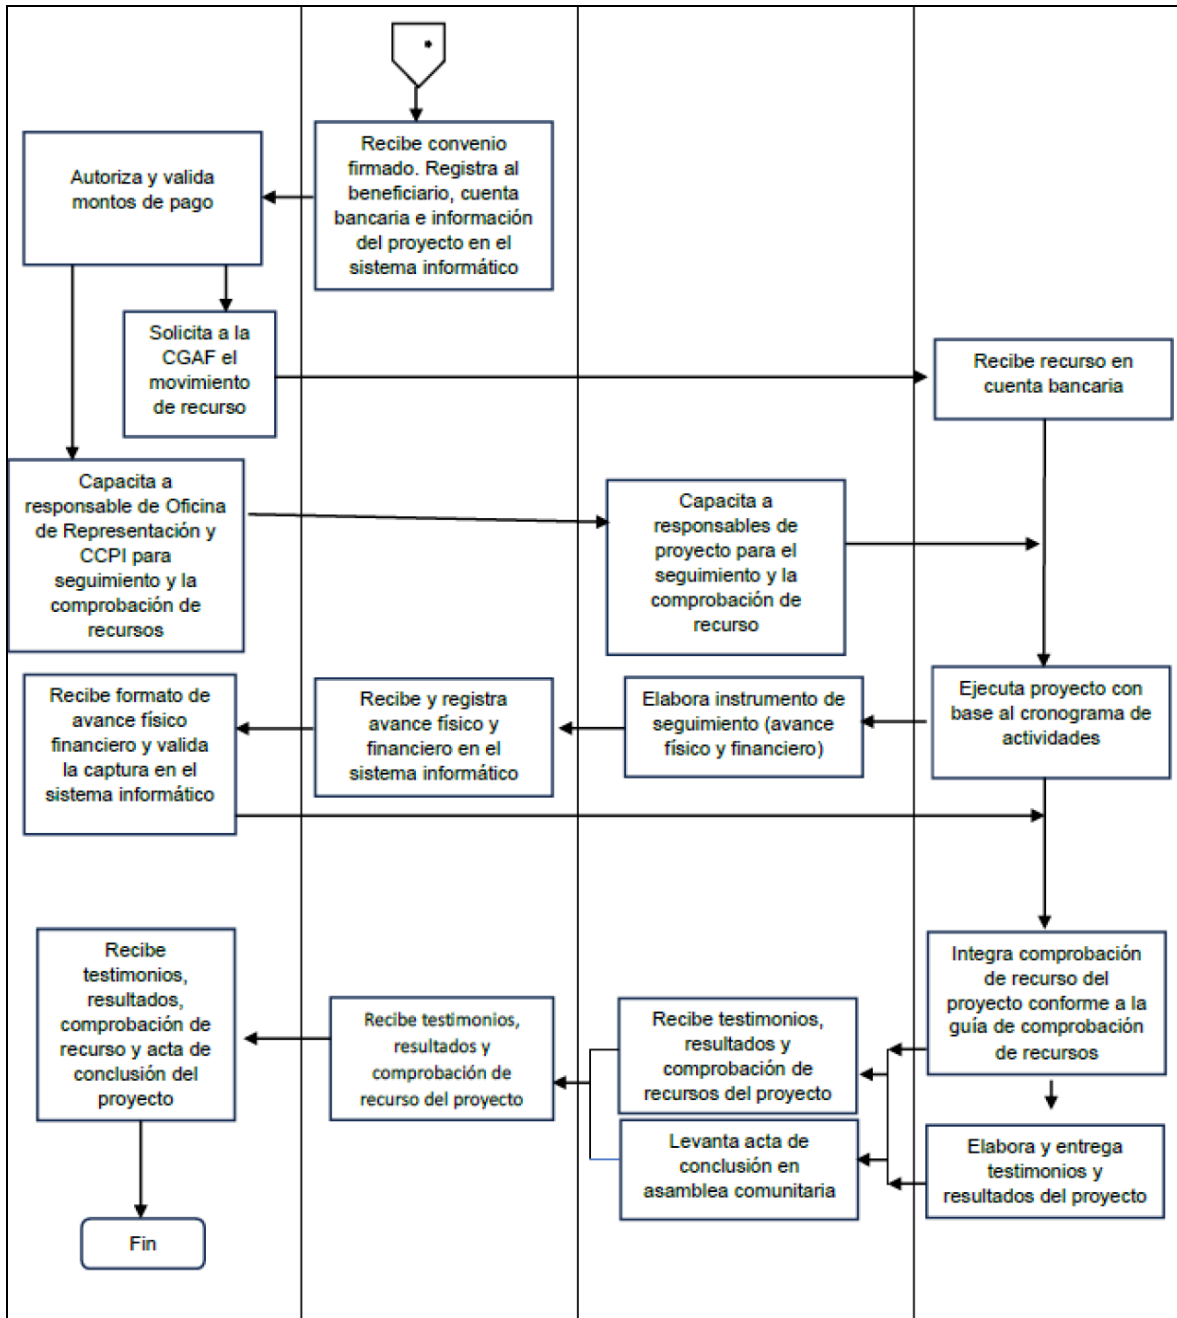 Recibe convenio
firmado. Registra al
beneficiario, cuenta
bancaria e información
del proyecto en el
sistema informático
Autoriza y valida
montos de pago
Solicita a la
CGAF el
movimiento
de recurso
Recibe recurso en
cuenta bancaria
Capacita a
responsable de Oficina
de Representación y
CCPI para
seguimiento y la
comprobación de
recursos
Capacita a
responsables de
proyecto para el
seguimiento y la
comprobación de
recurso
Ejecuta proyecto con
base al cronograma de
actividades
Elabora instrumento de
seguimiento (avance
físico y financiero)
Recibe y registra
avance físico y
financiero en el
sistema informático
Recibe formato de
avance físico
financiero y valida
la captura en el
sistema informático
Integra comprobación
de recurso del
proyecto conforme a la
guía de comprobación
de recursos
Elabora y entrega
testimonios y
resultados del proyecto
Recibe testimonios,
resultados y
comprobación de
recursos del proyecto
Levanta acta de
conclusión en
asamblea comunitaria
Recibe testimonios,
resultados y
comprobación de
recurso del proyecto
Recibe
testimonios,
resultados,
comprobación de
recurso y acta de
conclusión del
proyecto
Fin